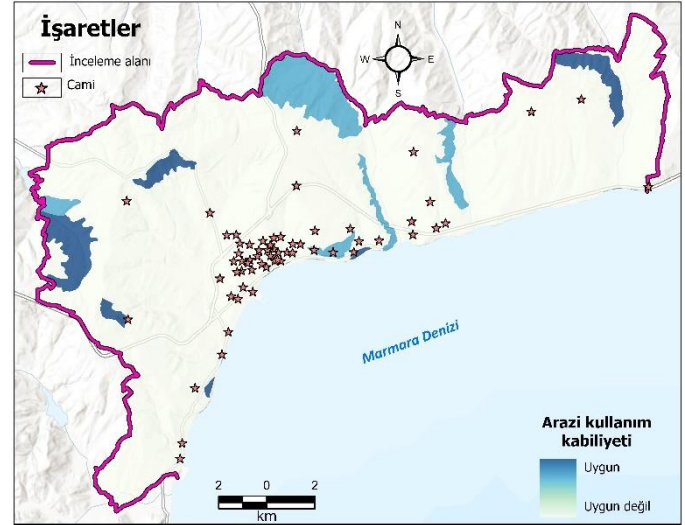 İşaretler
İnceleme alanı
Cami
N
W
E
S
Marmara Denizi
Arazi kullanım
kabiliyeti
Uygun
Uygun değil
2 0 2
km